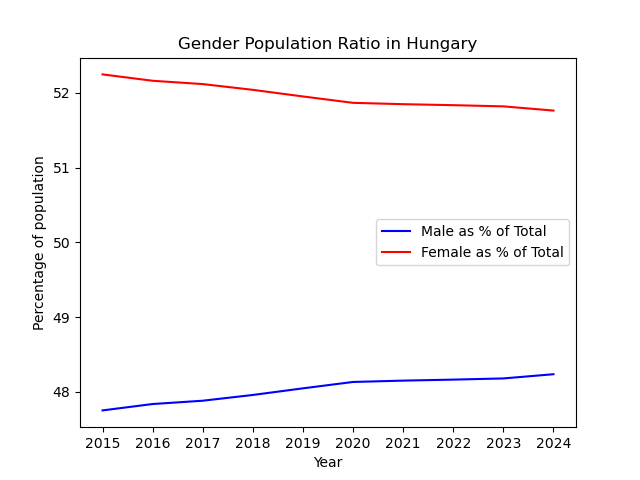 Gender Population Ratio in Hungary
52
51
50
49
48
Percentage of population
Male as % of Total
Female as % of Total
2015 2016 2017 2018 2019 2020 2021 2022 2023 2024
Year